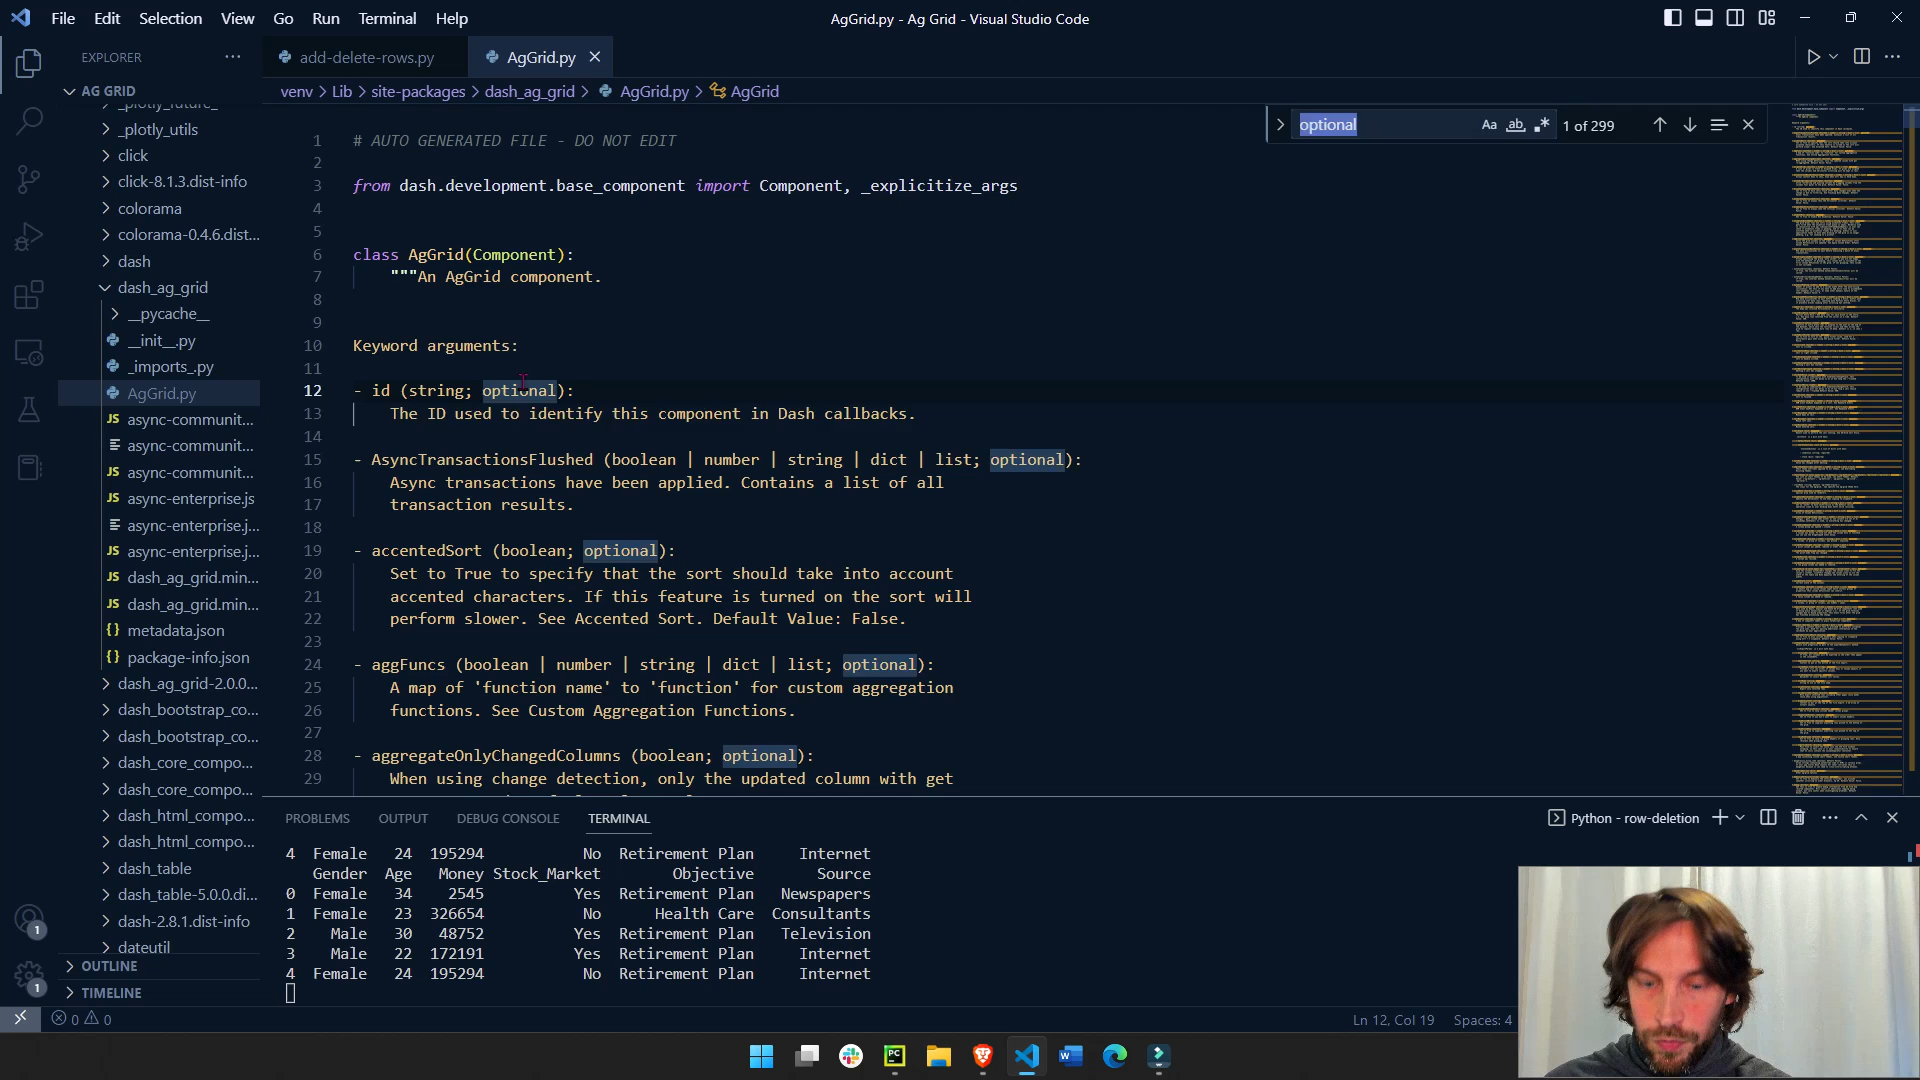 File Edit Selection View Go Run Terminal Help
AgGrid.py - Ag Grid - Visual Studio Code
EXPLORER
add-delete-rows.py
AgGrid.py
AG GRID
_plotly_future_
_plotly_utils
click
click-8.1.3.dist-info
colorama
colorama-0.4.6.dist...
dash
dash_ag_grid
__pycache__
__init__.py
_imports_.py
AgGrid.py
async-communit...
async-communit...
async-communit...
async-enterprise.js
async-enterprise.j...
async-enterprise.j...
dash_ag_grid.min...
dash_ag_grid.min...
metadata.json
package-info.json
dash_ag_grid-2.0.0...
dash_bootstrap_co...
dash_bootstrap_co...
dash_core_compo...
dash_core_compo...
dash_html_compo...
dash_html_compo...
dash_table
dash_table-5.0.0.di...
dash-2.8.1.dist-info
dateutil
OUTLINE
TIMELINE
venv > Lib > site-packages > dash_ag_grid > AgGrid.py > AgGrid
optional Aa ab 1 of 299
1 # AUTO GENERATED FILE - DO NOT EDIT
2
3 from dash.development.base_component import Component, _explicitize_args
4
5
6 class AgGrid(Component):
7 """An AgGrid component.
8
9
10 Keyword arguments:
11
12 - id (string; optional):
13 The ID used to identify this component in Dash callbacks.
14
15 - AsyncTransactionsFlushed (boolean | number | string | dict | list; optional):
16 Async transactions have been applied. Contains a list of all
17 transaction results.
18
19 - accentedSort (boolean; optional):
20 Set to True to specify that the sort should take into account
21 accented characters. If this feature is turned on the sort will
22 perform slower. See Accented Sort. Default Value: False.
23
24 - aggFuncs (boolean | number | string | dict | list; optional):
25 A map of 'function name' to 'function' for custom aggregation
26 functions. See Custom Aggregation Functions.
27
28 - aggregateOnlyChangedColumns (boolean; optional):
29 When using change detection, only the updated column with get
PROBLEMS OUTPUT DEBUG CONSOLE TERMINAL
Python - row-deletion
4 Female 24 195294 No Retirement Plan Internet
Gender Age Money Stock_Market Objective Source
0 Female 34 2545 Yes Retirement Plan Newspapers
1 Female 23 326654 No Health Care Consultants
2 Male 30 48752 Yes Retirement Plan Television
3 Male 22 172191 Yes Retirement Plan Internet
4 Female 24 195294 No Retirement Plan Internet
1
1
0 0
Ln 12, Col 19 Spaces: 4